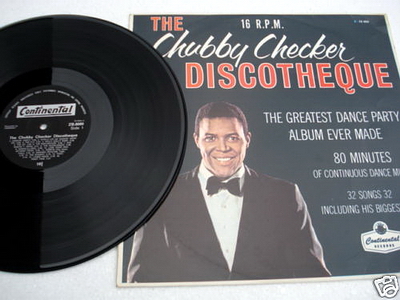 THE
16 R.P.M.
Chubby Checker
DISCOTHEQUE
THE GREATEST DANCE PARTY
ALBUM EVER MADE
80 MINUTES
OF CONTINUOUS DANCE M
32 SONGS 32
INCLUDING HIS BIGGES
Continental
RECORDS
Continental
The Chubby Checker Discotheque
Side 1